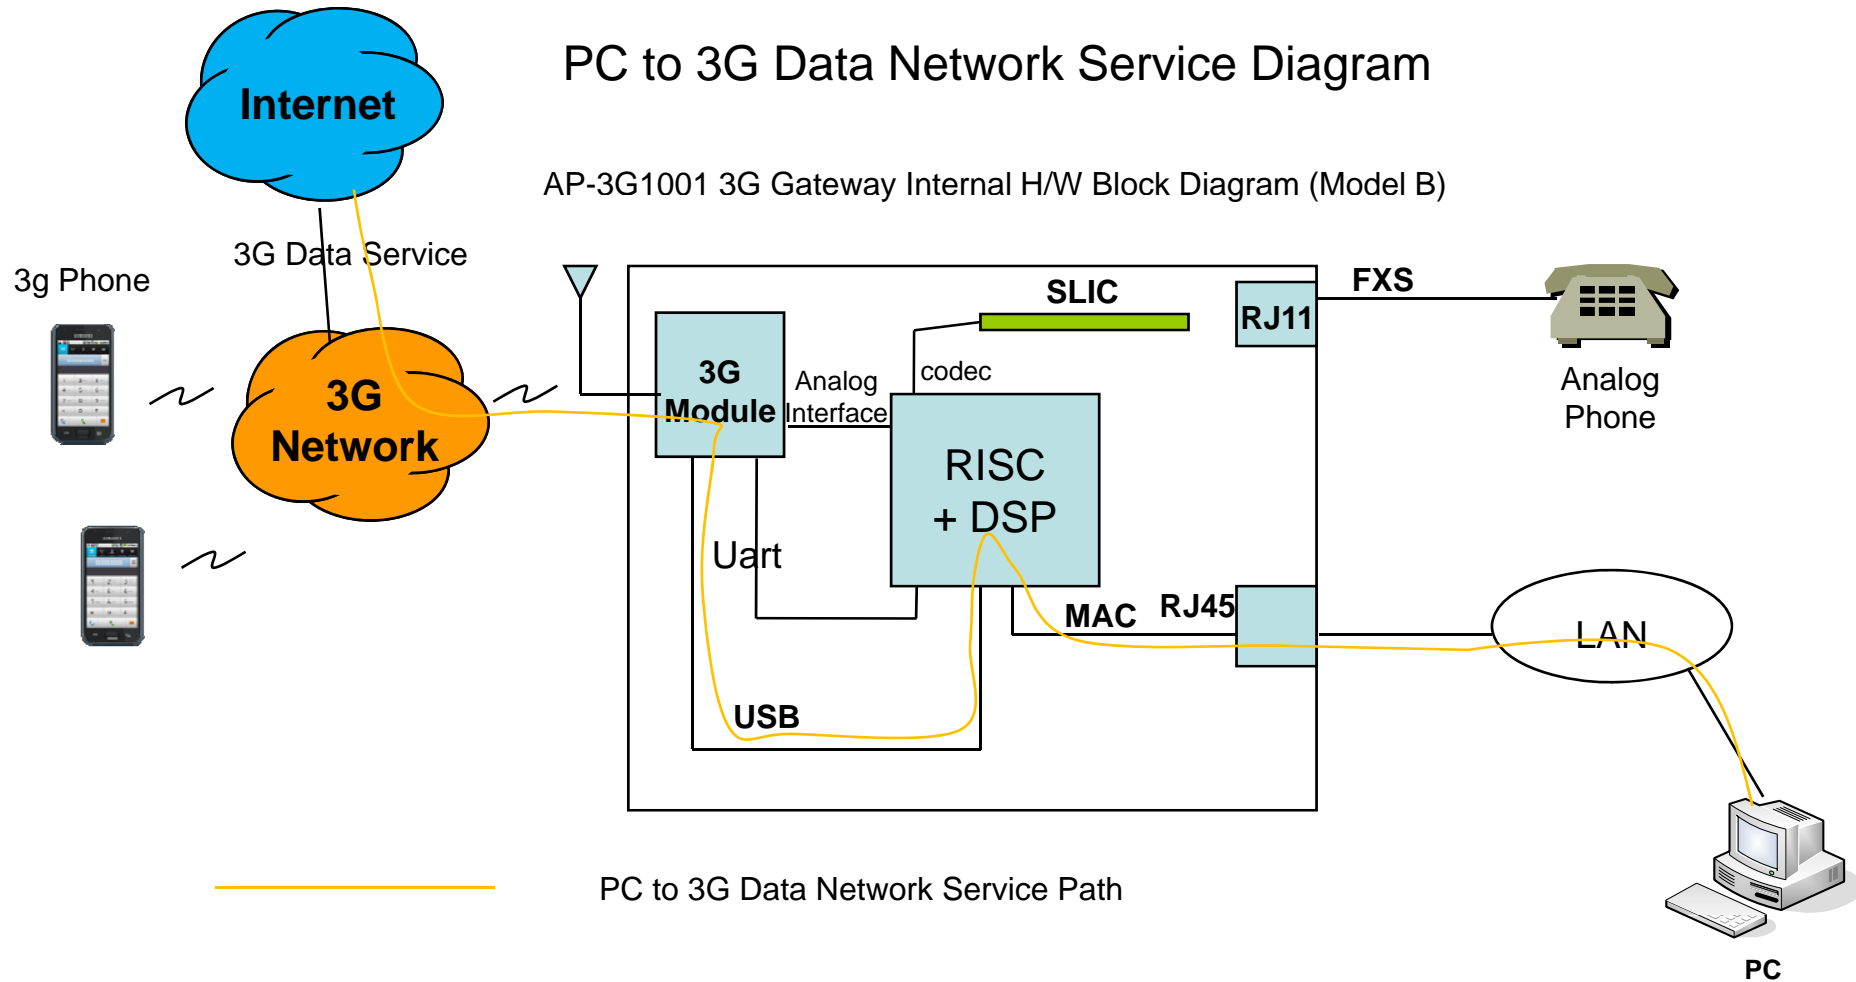 PC to 3G Data Network Service Diagram
Internet
AP-3G1001 3G Gateway Internal H/W Block Diagram (Model B)
3G Data Service
3g Phone
FXS
SLIC
RJ11
3G
Module
Analog
Interface
codec
Analog
Phone
3G
Network
RISC
+ DSP
Uart
MAC
RJ45
LAN
USB
PC to 3G Data Network Service Path
PC